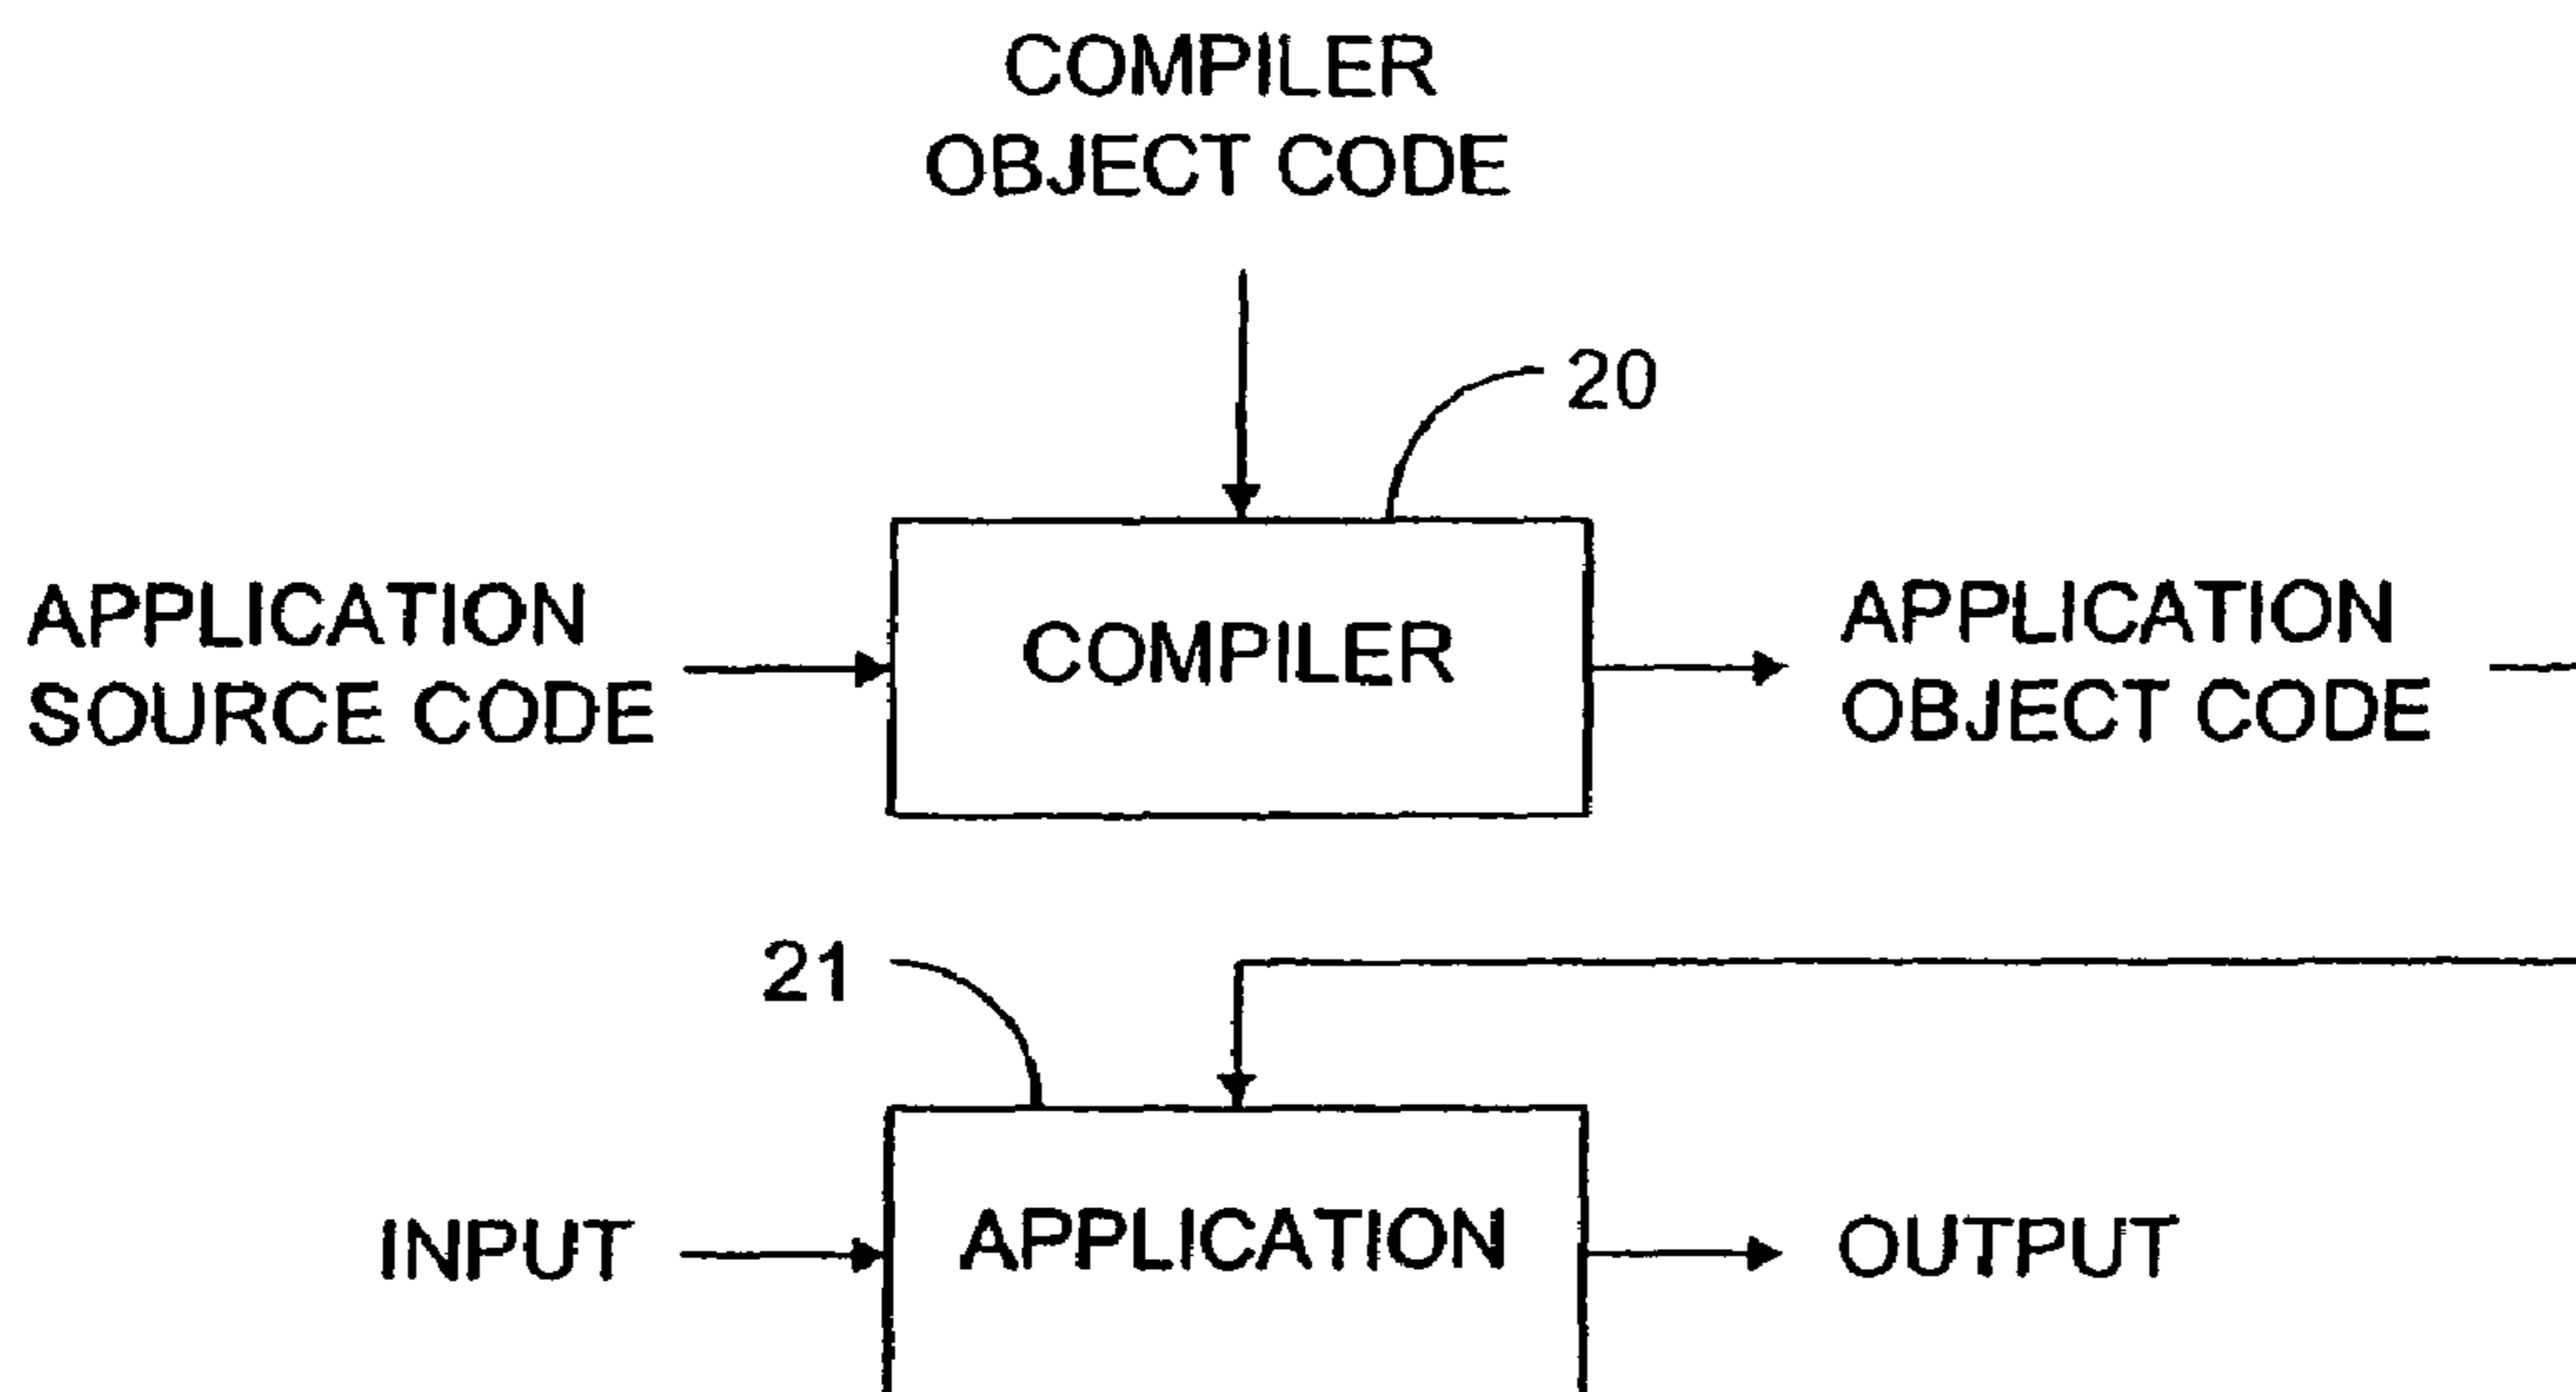 COMPILER
OBJECT CODE
20
APPLICATION
SOURCE CODE
COMPILER
APPLICATION
OBJECT CODE
21
INPUT
APPLICATION
OUTPUT